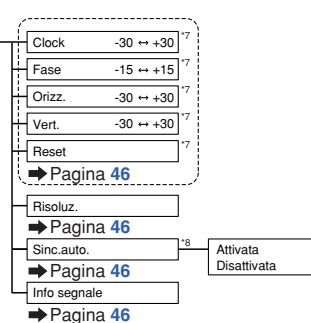 Clock -30 ↔ +30 *7
Fase -15 ↔ +15 *7
Orizz. -30 ↔ +30 *7
Vert. -30 ↔ +30 *7
Reset *7
➡ Pagina 46
Risoluz.
➡ Pagina 46
Sinc.auto. *8 Attivata
Disattivata
➡ Pagina 46
Info segnale
➡ Pagina 46